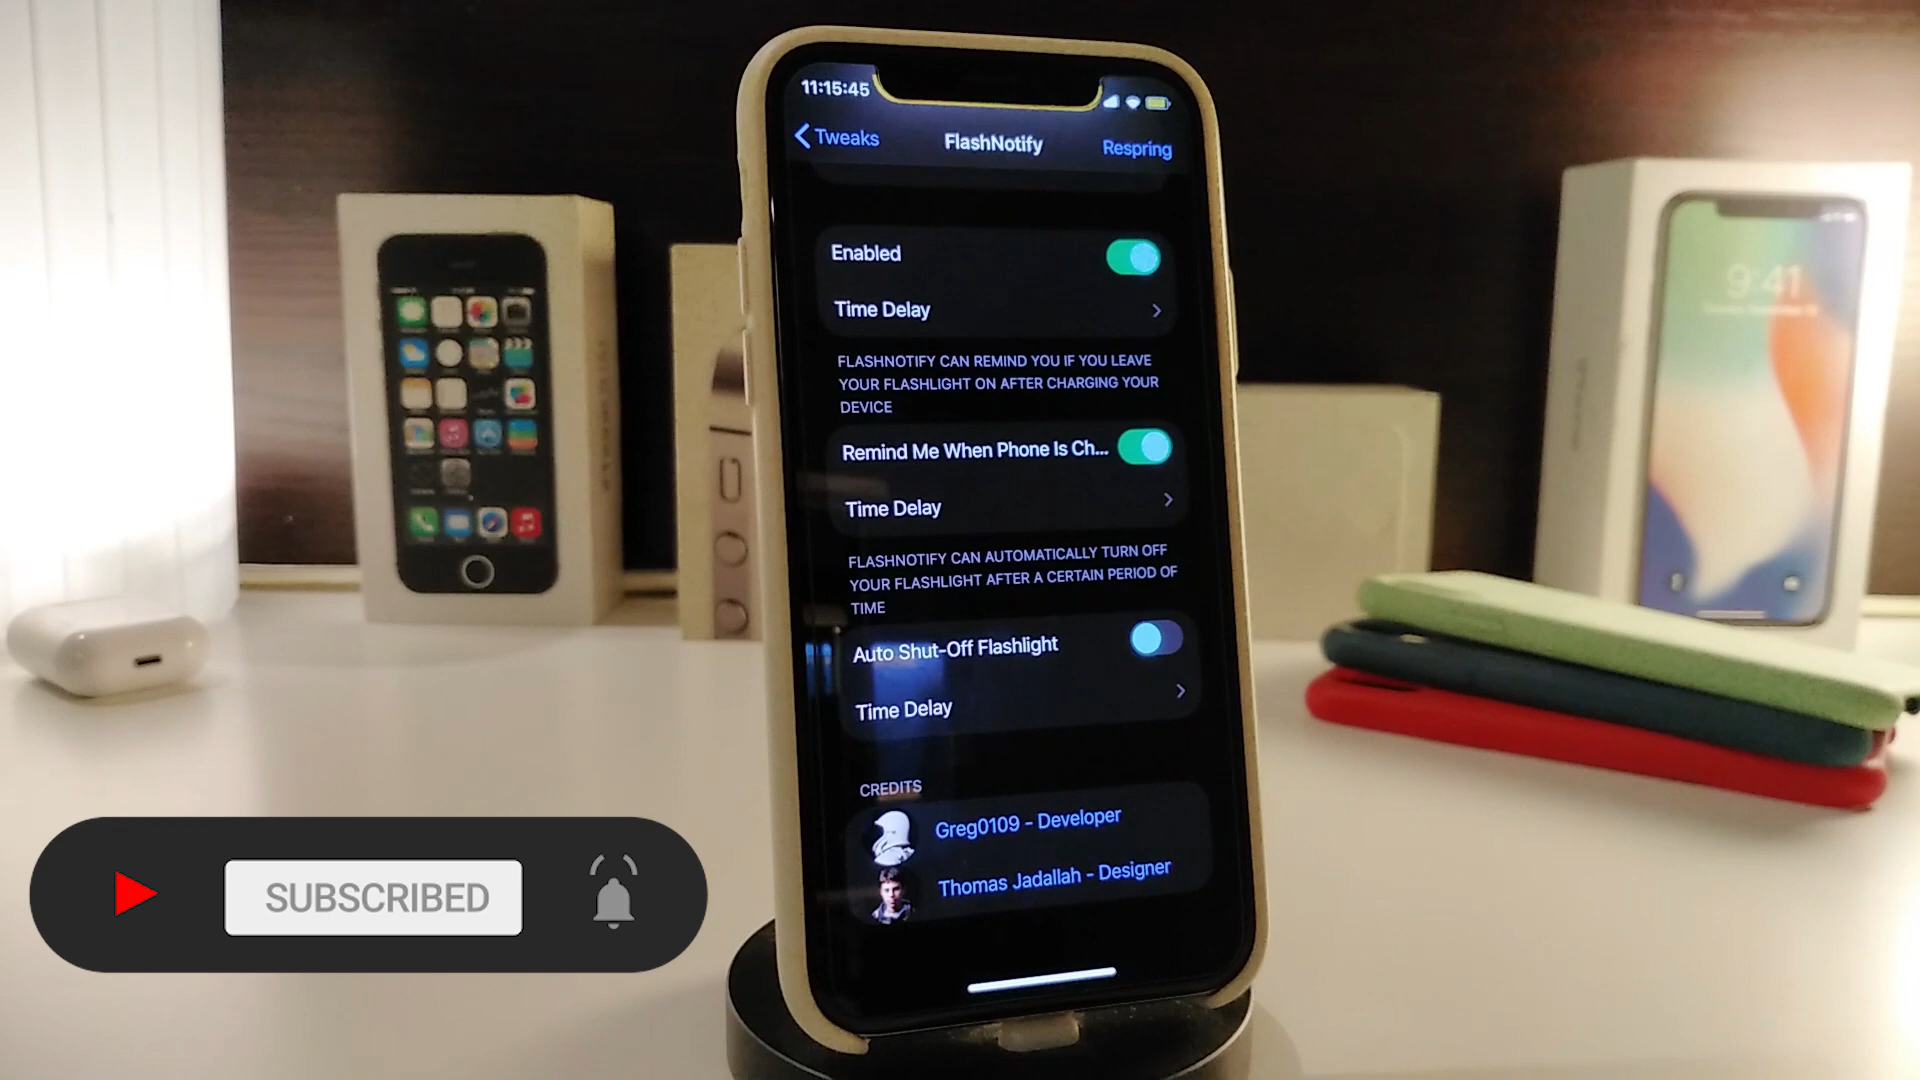 11:15:45
Tweaks
FlashNotify
Respring
Enabled
Time Delay
FLASHNOTIFY CAN REMIND YOU IF YOU LEAVE
YOUR FLASHLIGHT ON AFTER CHARGING YOUR
DEVICE
Remind Me When Phone Is Ch...
Time Delay
FLASHNOTIFY CAN AUTOMATICALLY TURN OFF
YOUR FLASHLIGHT AFTER A CERTAIN PERIOD OF
TIME
Auto Shut-Off Flashlight
Time Delay
CREDITS
Greg0109 - Developer
Thomas Jadallah - Designer
SUBSCRIBED
9:41